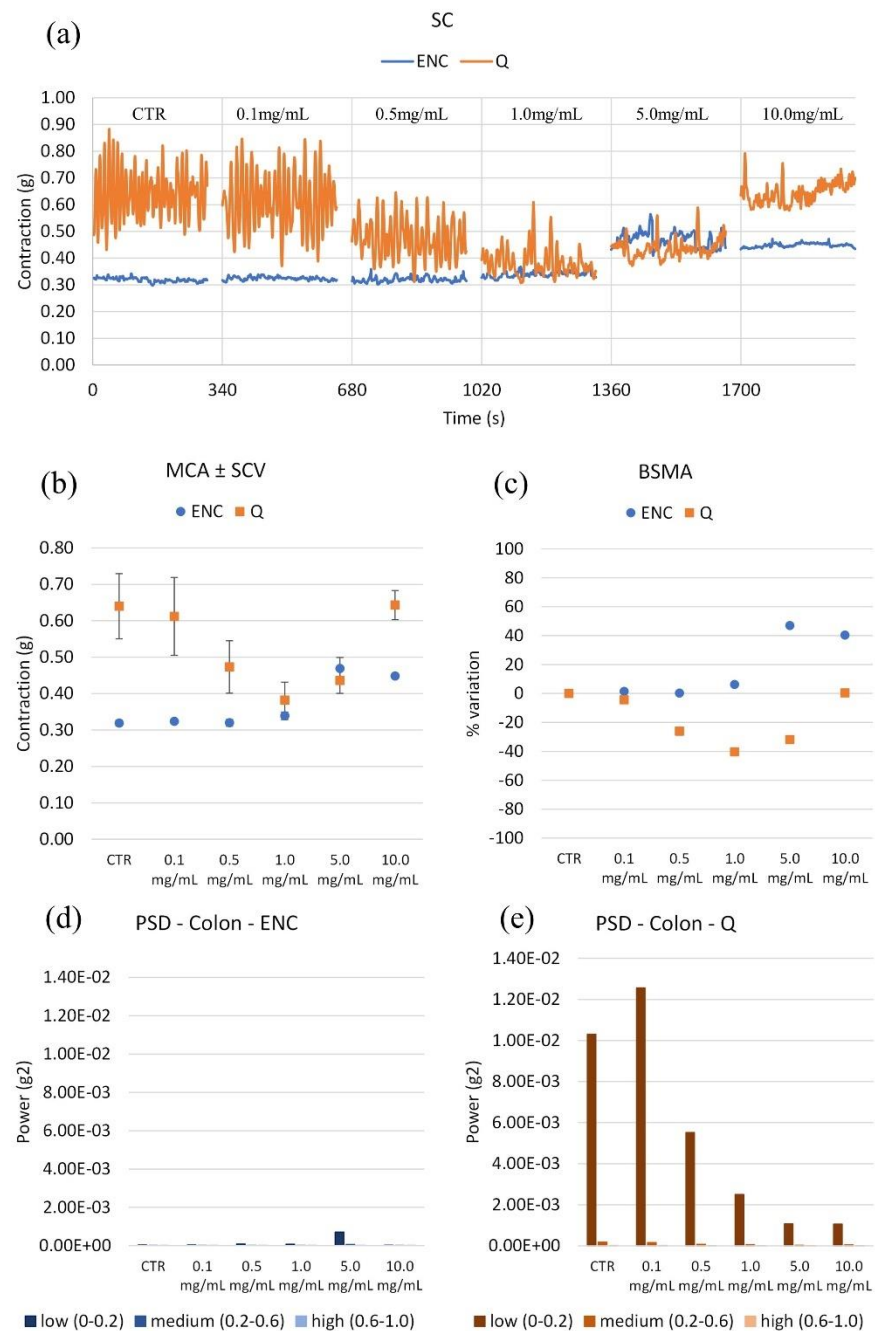 (a)
SC
ENC Q
1.00
0.90
0.80
0.70
0.60
0.50
0.40
0.30
0.20
0.10
0.00
Contraction (g)
CTR 0.1mg/mL 0.5mg/mL 1.0mg/mL 5.0mg/mL 10.0mg/mL
0 340 680 1020 1360 1700
Time (s)
(b)
MCA ± SCV
ENC Q
0.80
0.70
0.60
0.50
0.40
0.30
0.20
0.10
0.00
Contraction (g)
CTR 0.1 0.5 1.0 5.0 10.0
mg/mL mg/mL mg/mL mg/mL mg/mL
(c)
BSMA
ENC Q
100
80
60
40
20
0
-20
-40
-60
-80
-100
% variation
CTR 0.1 0.5 1.0 5.0 10.0
mg/mL mg/mL mg/mL mg/mL mg/mL
(d)
PSD - Colon - ENC
1.40E-02
1.20E-02
1.00E-02
8.00E-03
6.00E-03
4.00E-03
2.00E-03
0.00E+00
Power (g2)
CTR 0.1 0.5 1.0 5.0 10.0
mg/mL mg/mL mg/mL mg/mL mg/mL
low (0-0.2) medium (0.2-0.6) high (0.6-1.0)
(e)
PSD - Colon - Q
1.40E-02
1.20E-02
1.00E-02
8.00E-03
6.00E-03
4.00E-03
2.00E-03
0.00E+00
Power (g2)
CTR 0.1 0.5 1.0 5.0 10.0
mg/mL mg/mL mg/mL mg/mL mg/mL
low (0-0.2) medium (0.2-0.6) high (0.6-1.0)